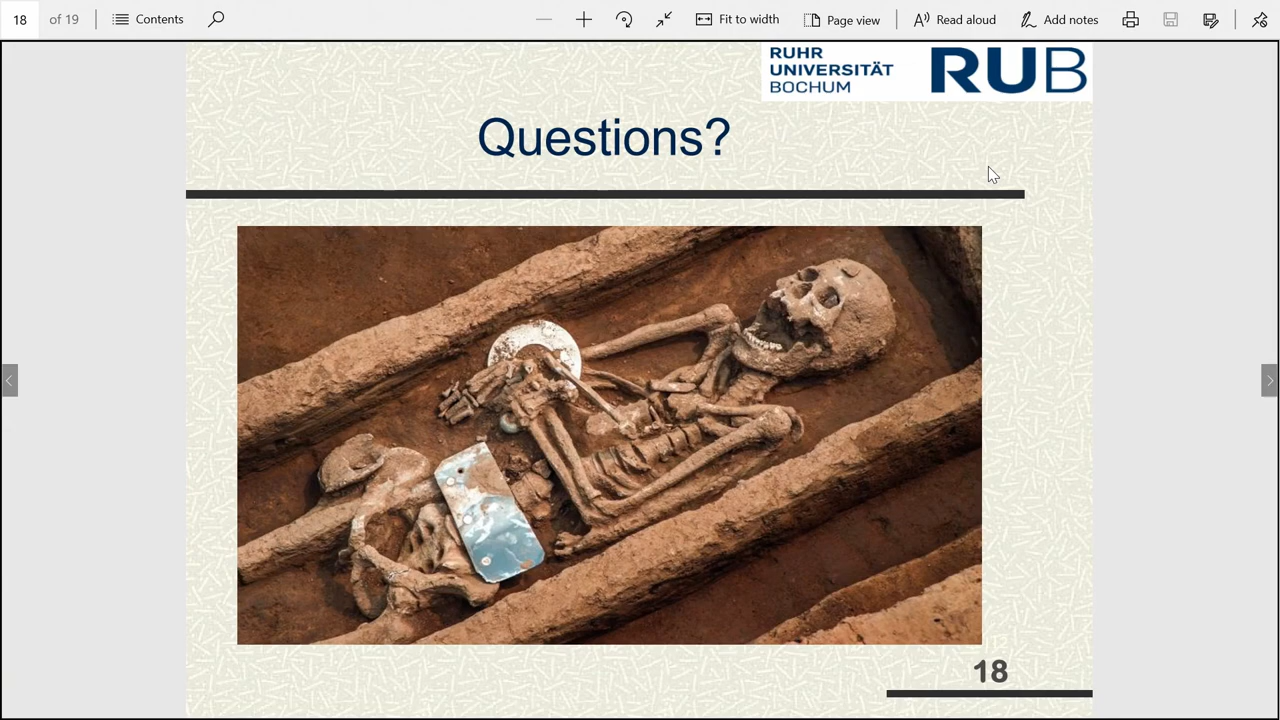 18 of 19 Contents Fit to width Page view Read aloud Add notes
RUHR
UNIVERSITÄT
BOCHUM
RUB
Questions?
18